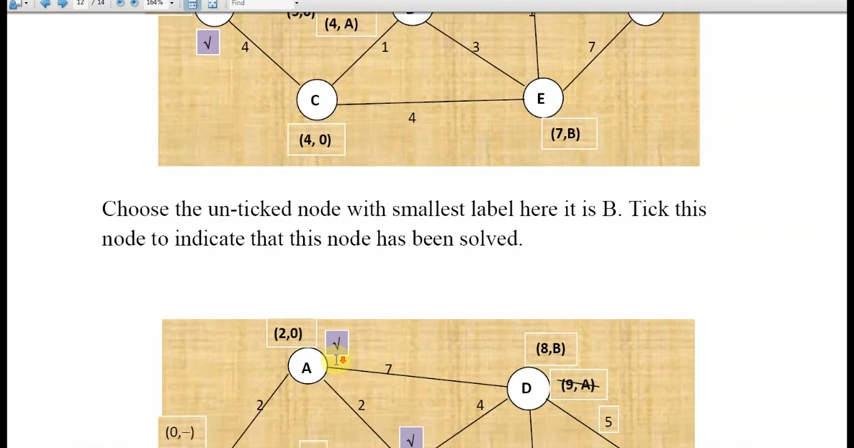 12 / 14
164%
Find
(4, A)
√
4
1
3
7
C
E
4
(4, 0)
(7,B)
Choose the un-ticked node with smallest label here it is B. Tick this
node to indicate that this node has been solved.
(2,0)
√
(8,B)
A
7
D
(9, A)
2
2
4
5
(0,–)
√